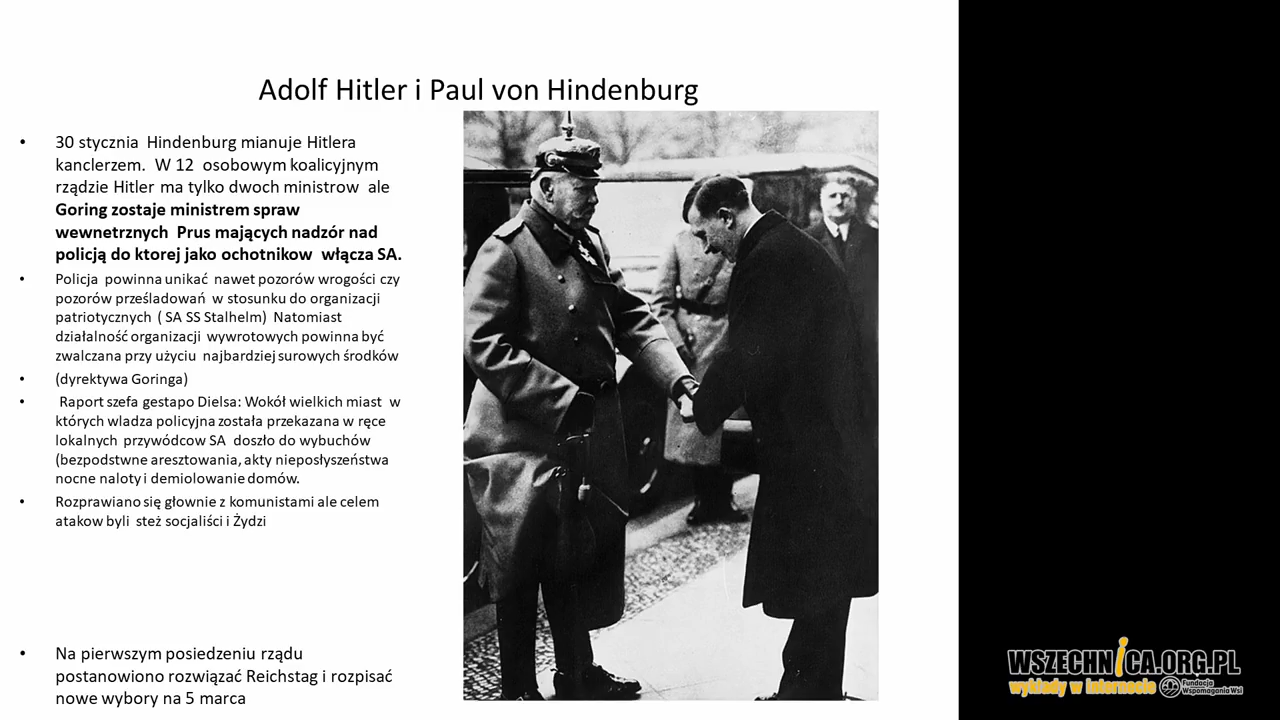 Adolf Hitler i Paul von Hindenburg
• 30 stycznia Hindenburg mianuje Hitlera
kanclerzem. W 12 osobowym koalicyjnym
rządzie Hitler ma tylko dwoch ministrow ale
Goring zostaje ministrem spraw
wewnetrznych Prus mających nadzór nad
policją do ktorej jako ochotnikow włącza SA.
• Policja powinna unikać nawet pozorów wrogości czy
pozorów prześladowań w stosunku do organizacji
patriotycznych ( SA SS Stalhelm) Natomiast
działalność organizacji wywrotowych powinna być
zwalczana przy użyciu najbardziej surowych środków
• (dyrektywa Goringa)
• Raport szefa gestapo Dielsa: Wokół wielkich miast w
których wladza policyjna została przekazana w ręce
lokalnych przywódcow SA doszło do wybuchów
(bezpodstwne aresztowania, akty nieposłyszeństwa
nocne naloty i demiolowanie domów.
• Rozprawiano się głownie z komunistami ale celem
atakow byli steż socjaliści i Żydzi
• Na pierwszym posiedzeniu rządu
postanowiono rozwiązać Reichstag i rozpisać
nowe wybory na 5 marca
WSZECHNICA.ORG.PL
wykłady w internecie
Fundacja
Wspomagania Wsi